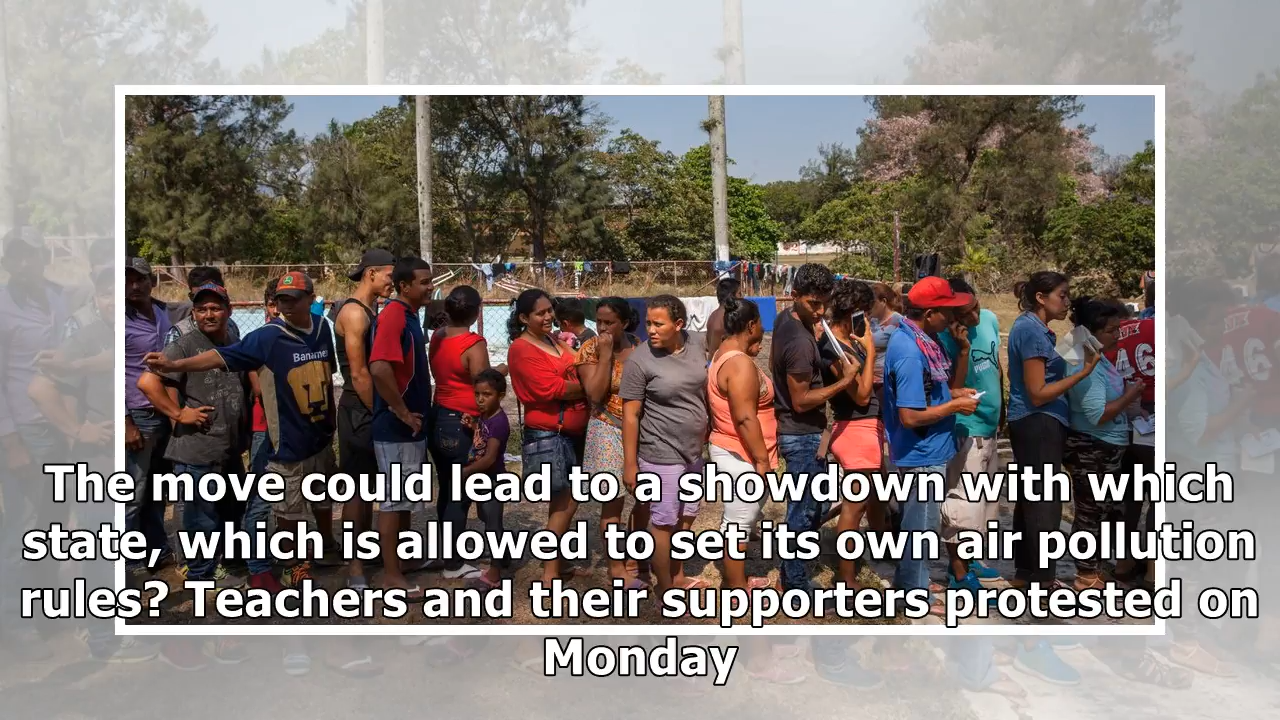 Banamex
46
The move could lead to a showdown with which
state, which is allowed to set its own air pollution
rules? Teachers and their supporters protested on
Monday